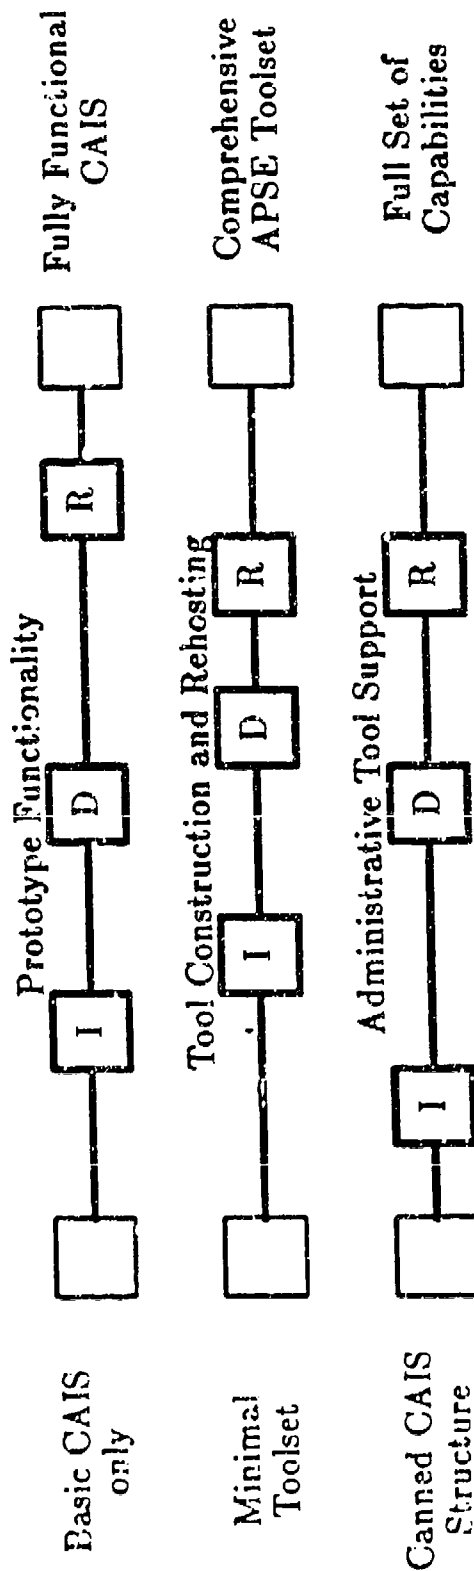 Prototype Functionality
Basic CAIS
only
I
D
R
Fully Functional
CAIS
Tool Construction and Rehosting
Minimal
Toolset
I
D
R
Comprehensive
APSE Toolset
Administrative Tool Support
Canned CAIS
Structure
I
D
R
Full Set of
Capabilities